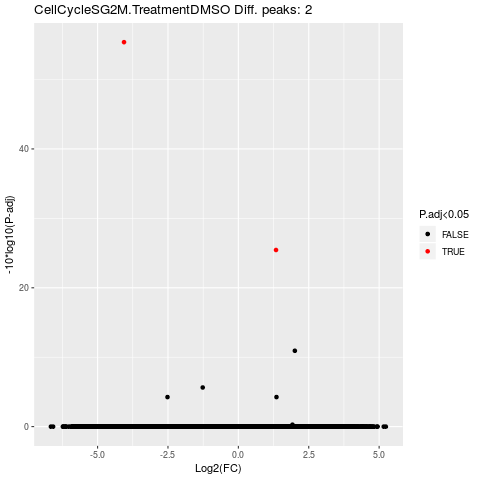 CellCycleSG2M.TreatmentDMSO Diff. peaks: 2
-10*log10(P-adj)
40
20
0
-5.0
-2.5
0.0
2.5
5.0
Log2(FC)
P.adj<0.05
FALSE
TRUE